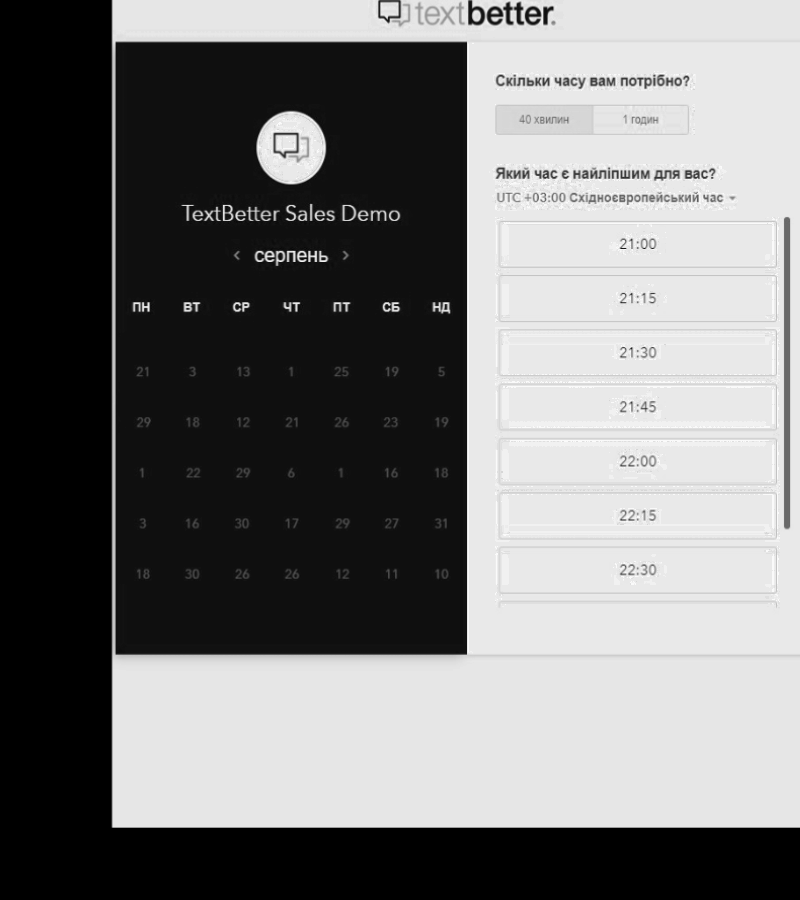 textbetter.
TextBetter Sales Demo
‹ серпень ›
ПН ВТ СР ЧТ ПТ СБ НД
21 3 13 1 25 19 5
29 18 12 21 26 23 19
1 22 29 6 1 16 18
3 16 30 17 29 27 31
18 30 26 26 12 11 10
Скільки часу вам потрібно?
40 хвилин 1 годин
Який час є найліпшим для вас?
UTC +03:00 Східноєвропейський час
21:00
21:15
21:30
21:45
22:00
22:15
22:30